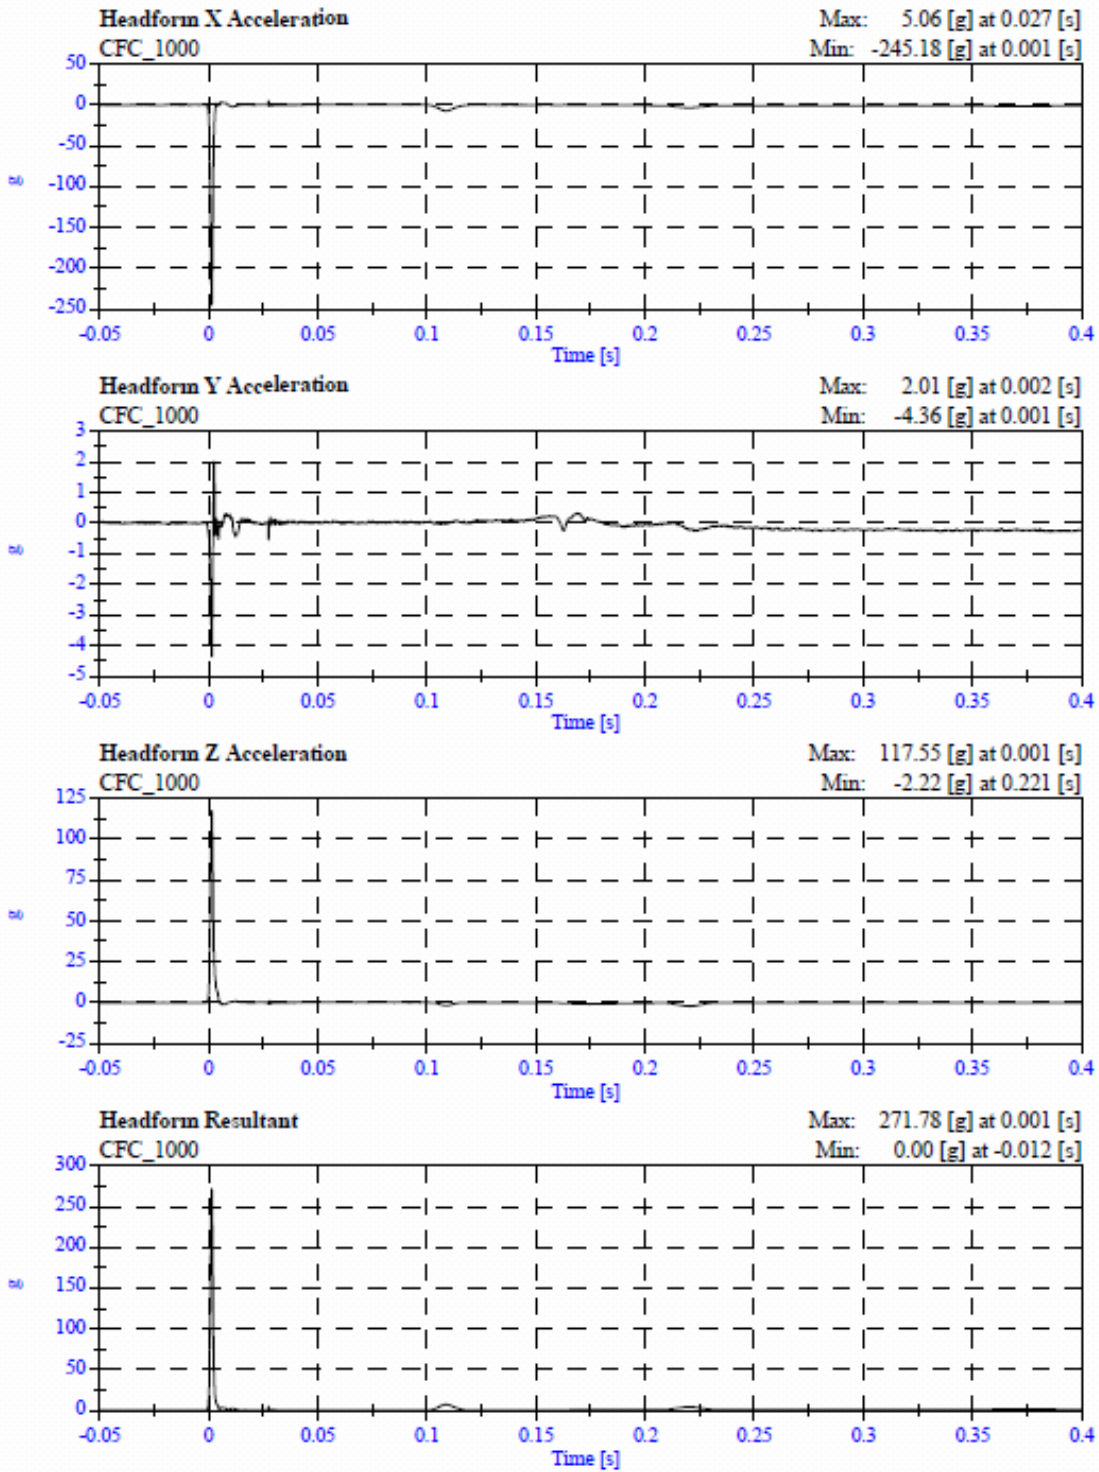 Headform X Acceleration Max: 5.06 [g] at 0.027 [s]
CFC_1000 Min: -245.18 [g] at 0.001 [s]
50
0
-50
-100
-150
-200
-250
g
-0.05 0 0.05 0.1 0.15 0.2 0.25 0.3 0.35 0.4
Time [s]
Headform Y Acceleration Max: 2.01 [g] at 0.002 [s]
CFC_1000 Min: -4.36 [g] at 0.001 [s]
3
2
1
0
-1
-2
-3
-4
-5
g
-0.05 0 0.05 0.1 0.15 0.2 0.25 0.3 0.35 0.4
Time [s]
Headform Z Acceleration Max: 117.55 [g] at 0.001 [s]
CFC_1000 Min: -2.22 [g] at 0.221 [s]
125
100
75
50
25
0
-25
g
-0.05 0 0.05 0.1 0.15 0.2 0.25 0.3 0.35 0.4
Time [s]
Headform Resultant Max: 271.78 [g] at 0.001 [s]
CFC_1000 Min: 0.00 [g] at -0.012 [s]
300
250
200
150
100
50
0
g
-0.05 0 0.05 0.1 0.15 0.2 0.25 0.3 0.35 0.4
Time [s]